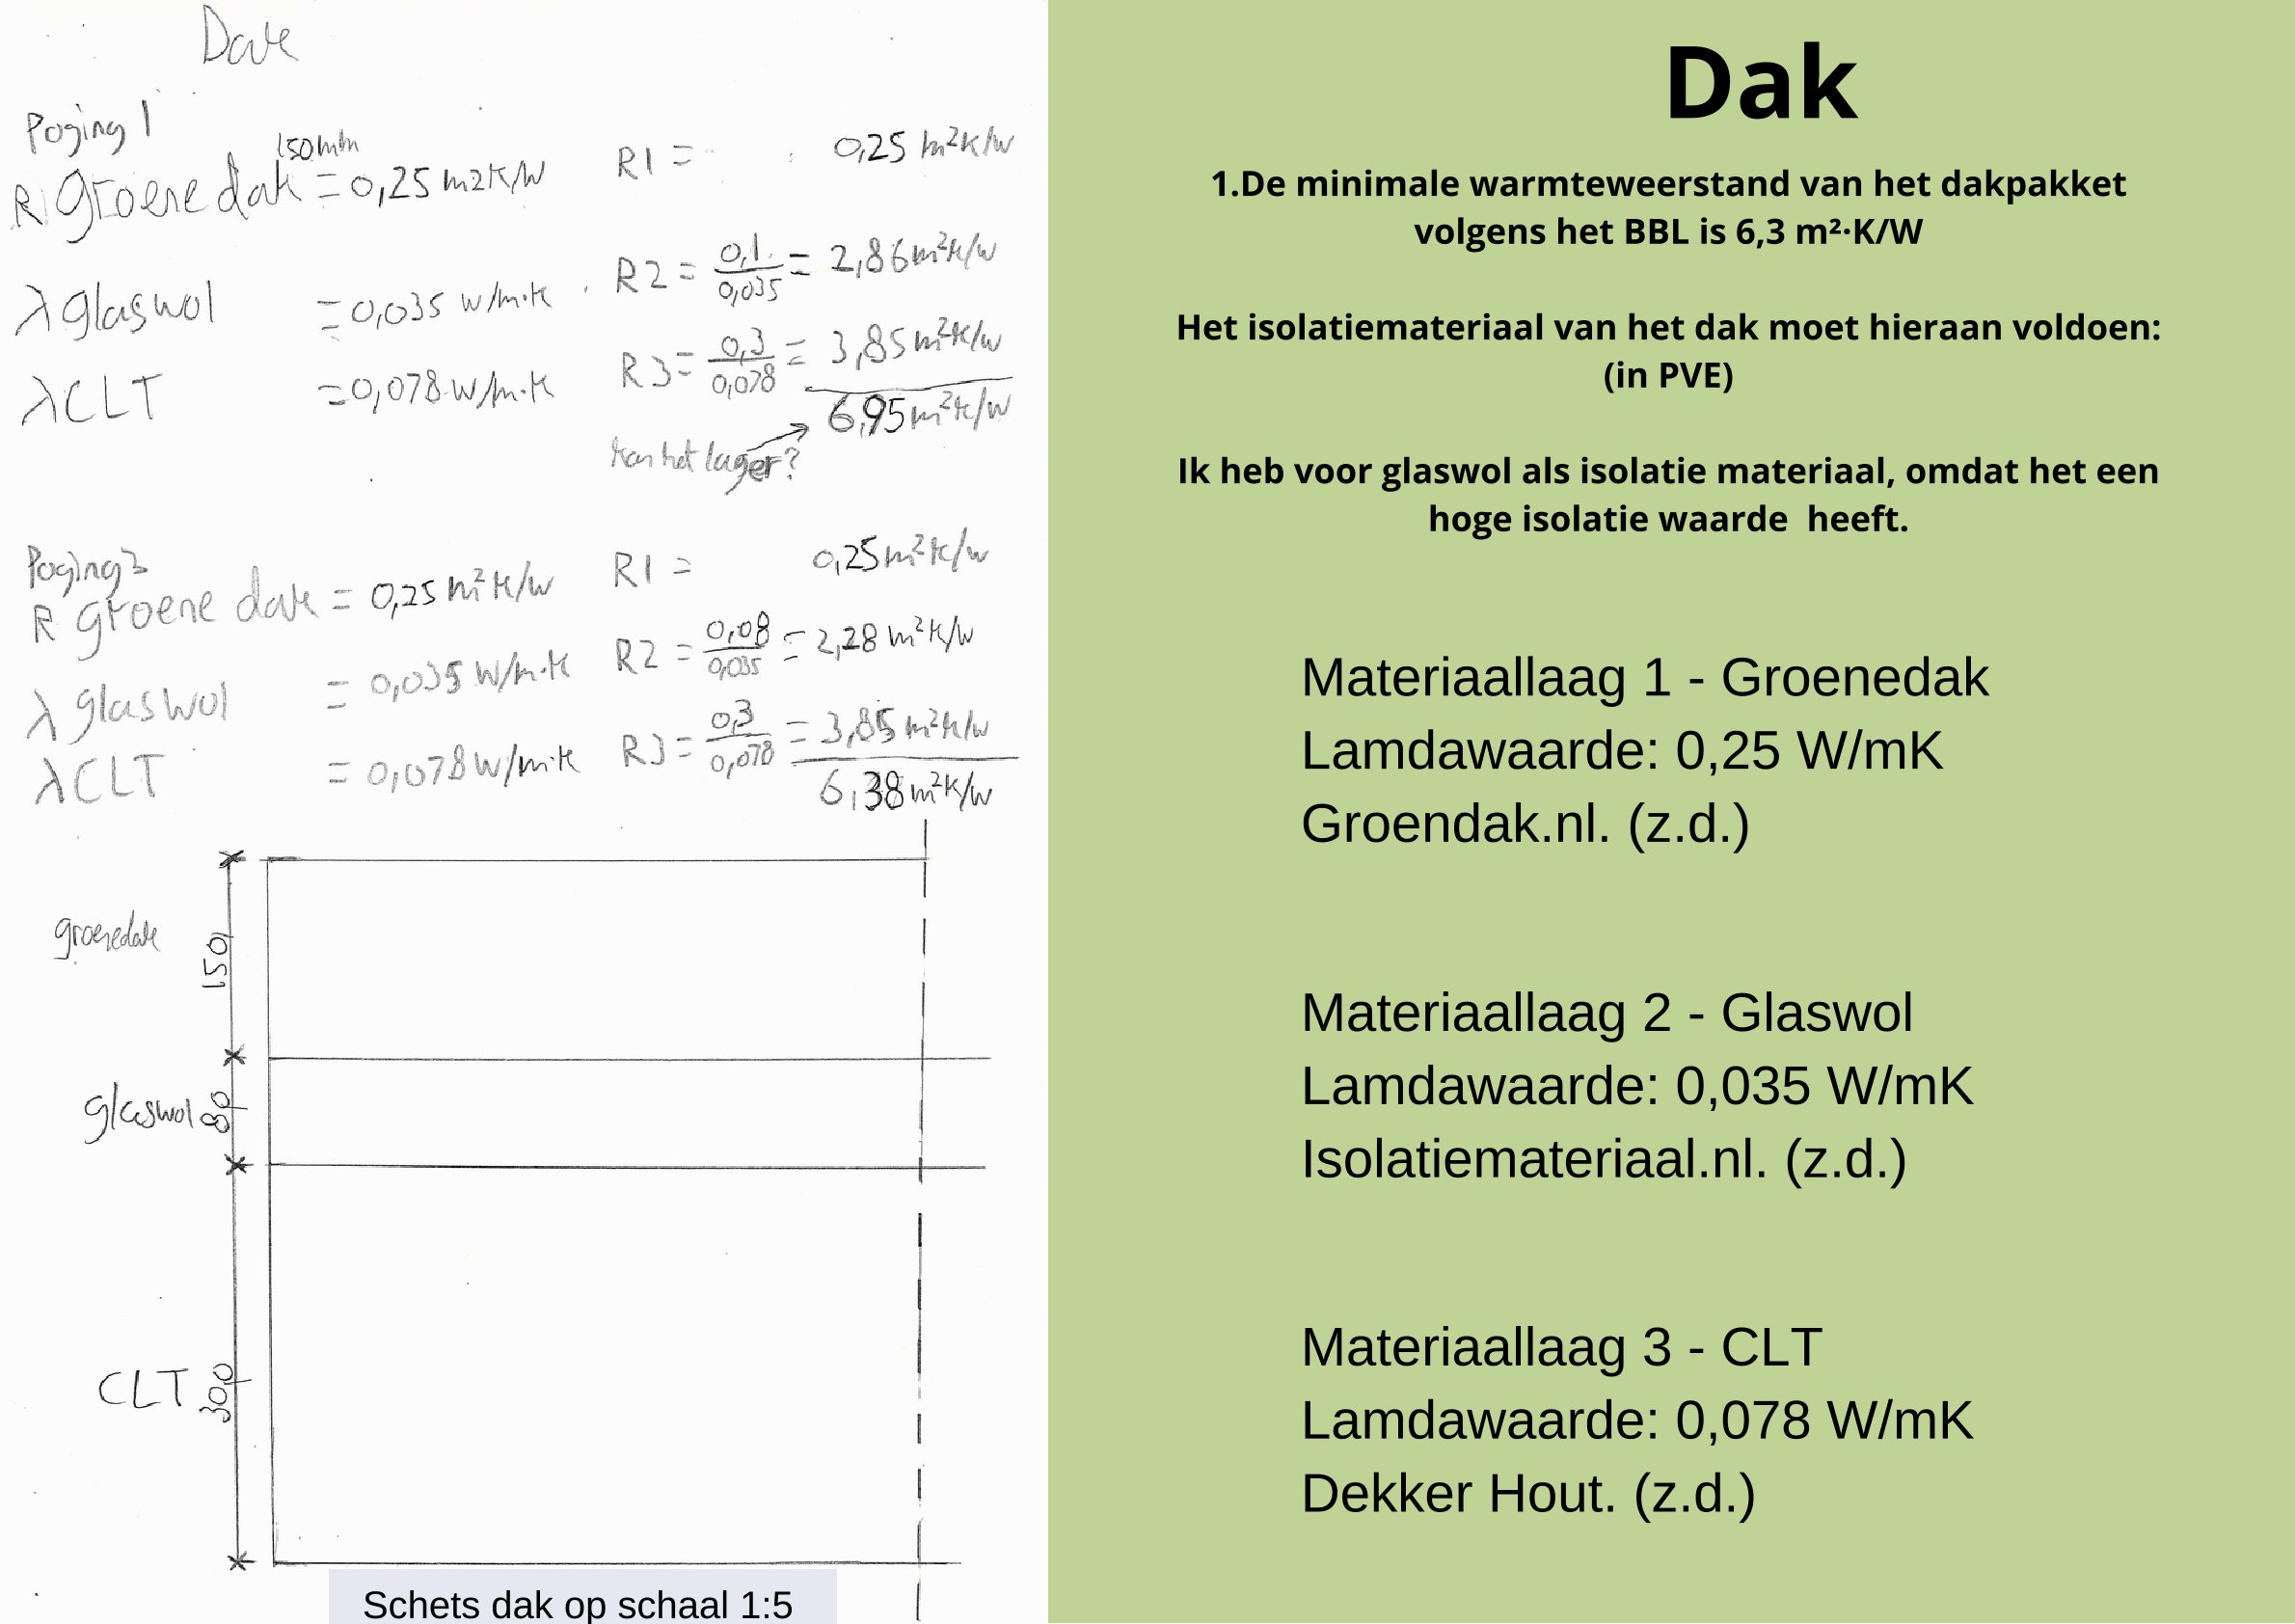 Dak
Poging 1
150mm
R groene dak = 0,25 m2K/W
λ glaswol = 0,035 W/m·K
λ CLT = 0,078 W/m·K
R1 = 0,25 m²K/W
R2 = 0,1 / 0,035 = 2,86 m²K/W
R3 = 0,3 / 0,078 = 3,85 m²K/W
6,95 m²K/W
Kan het lager?
Poging 2
R groene dak = 0,25 m²K/W
λ glaswol = 0,035 W/m·K
λ CLT = 0,078 W/m·K
R1 = 0,25 m²K/W
R2 = 0,08 / 0,035 = 2,28 m²K/W
R3 = 0,3 / 0,078 = 3,85 m²K/W
6,38 m²K/W
groenedak
150
glaswol
80
CLT
300
Schets dak op schaal 1:5
Dak
1.De minimale warmteweerstand van het dakpakket
volgens het BBL is 6,3 m²·K/W
Het isolatiemateriaal van het dak moet hieraan voldoen:
(in PVE)
Ik heb voor glaswol als isolatie materiaal, omdat het een
hoge isolatie waarde heeft.
Materiaallaag 1 - Groenedak
Lamdawaarde: 0,25 W/mK
Groendak.nl. (z.d.)
Materiaallaag 2 - Glaswol
Lamdawaarde: 0,035 W/mK
Isolatiemateriaal.nl. (z.d.)
Materiaallaag 3 - CLT
Lamdawaarde: 0,078 W/mK
Dekker Hout. (z.d.)